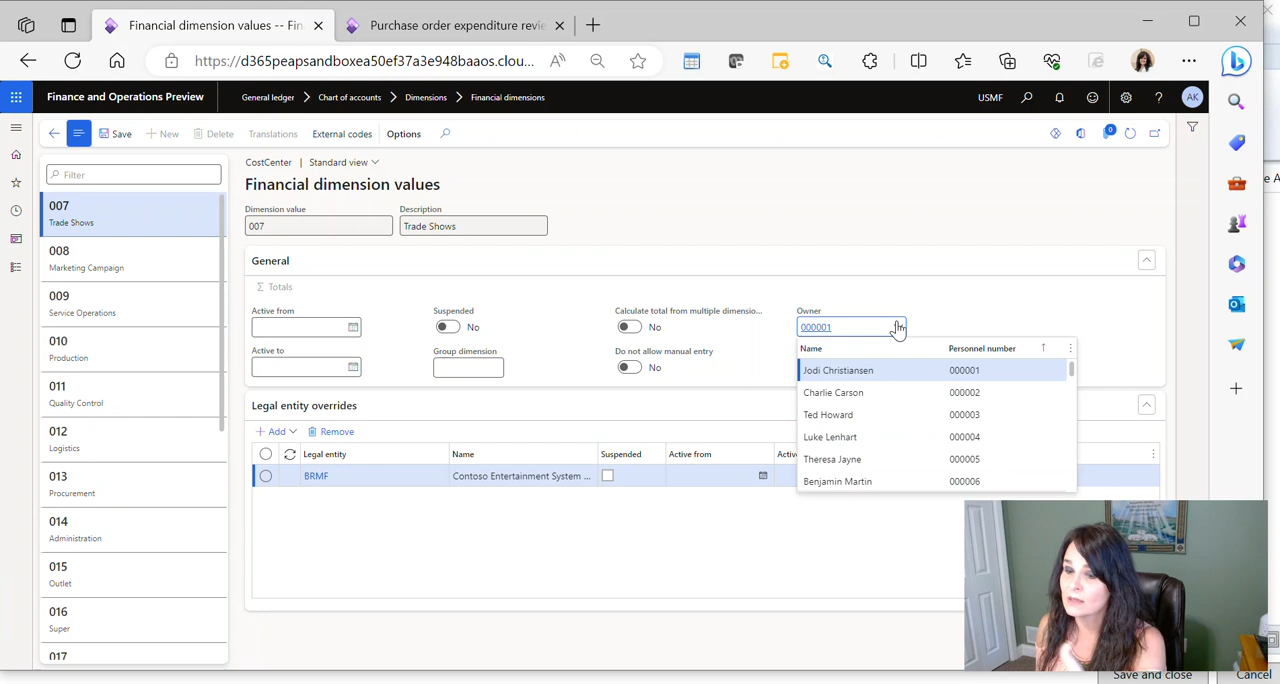 Financial dimension values -- Fin
Purchase order expenditure revie
https://d365peapsandboxea50ef37a3e948baaos.clou...
Finance and Operations Preview
General ledger > Chart of accounts > Dimensions > Financial dimensions
USMF
AK
Save
New
Delete
Translations
External codes
Options
0
Filter
007
Trade Shows
008
Marketing Campaign
009
Service Operations
010
Production
011
Quality Control
012
Logistics
013
Procurement
014
Administration
015
Outlet
016
Super
017
CostCenter | Standard view
Financial dimension values
Dimension value
Description
007
Trade Shows
General
Σ Totals
Active from
Suspended
Calculate total from multiple dimensio...
Owner
No
No
000001
Active to
Group dimension
Do not allow manual entry
No
Name
Personnel number
Jodi Christiansen 000001
Charlie Carson 000002
Ted Howard 000003
Luke Lenhart 000004
Theresa Jayne 000005
Benjamin Martin 000006
Legal entity overrides
Add
Remove
Legal entity
Name
Suspended
Active from
Active
BRMF
Contoso Entertainment System ...
Save and close
Cancel